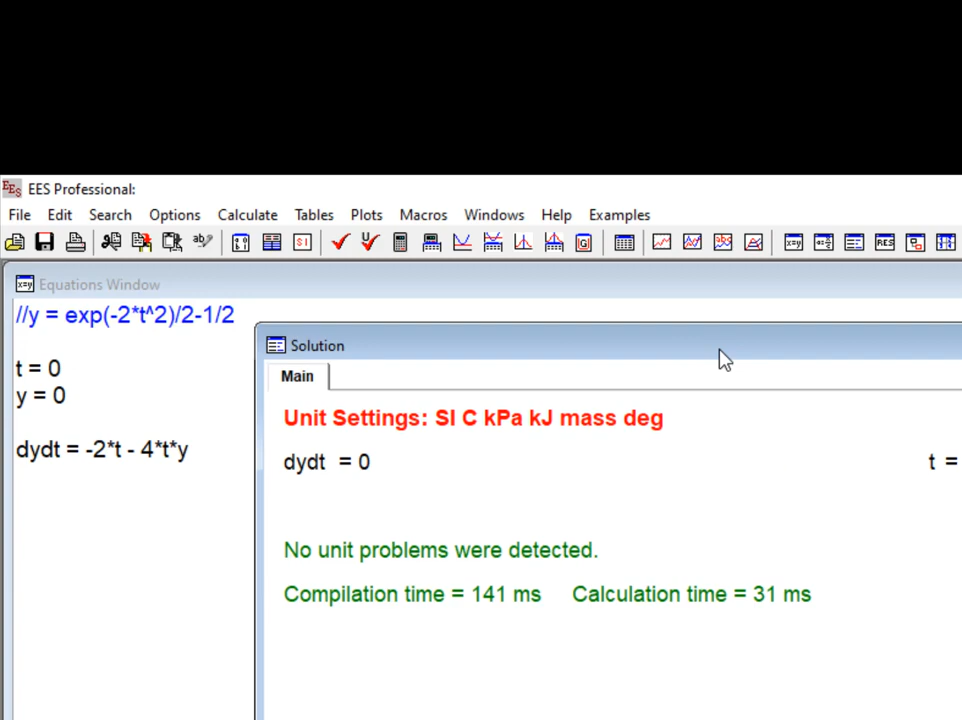 EES Professional:
File Edit Search Options Calculate Tables Plots Macros Windows Help Examples
Equations Window
//y = exp(-2*t^2)/2-1/2
t = 0
y = 0
dydt = -2*t - 4*t*y
Solution
Main
Unit Settings: SI C kPa kJ mass deg
dydt = 0
t =
No unit problems were detected.
Compilation time = 141 ms Calculation time = 31 ms